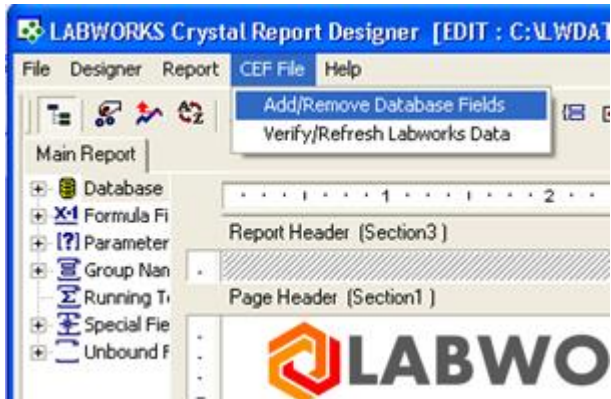 LABWORKS Crystal Report Designer [EDIT : C:\LWDAT
File Designer Report CEF File Help
Add/Remove Database Fields
Verify/Refresh Labworks Data
Main Report
Database
Formula Fi
Parameter
Group Nan
Running T
Special Fie
Unbound F
1 2
Report Header (Section3 )
Page Header (Section1 )
LABWO